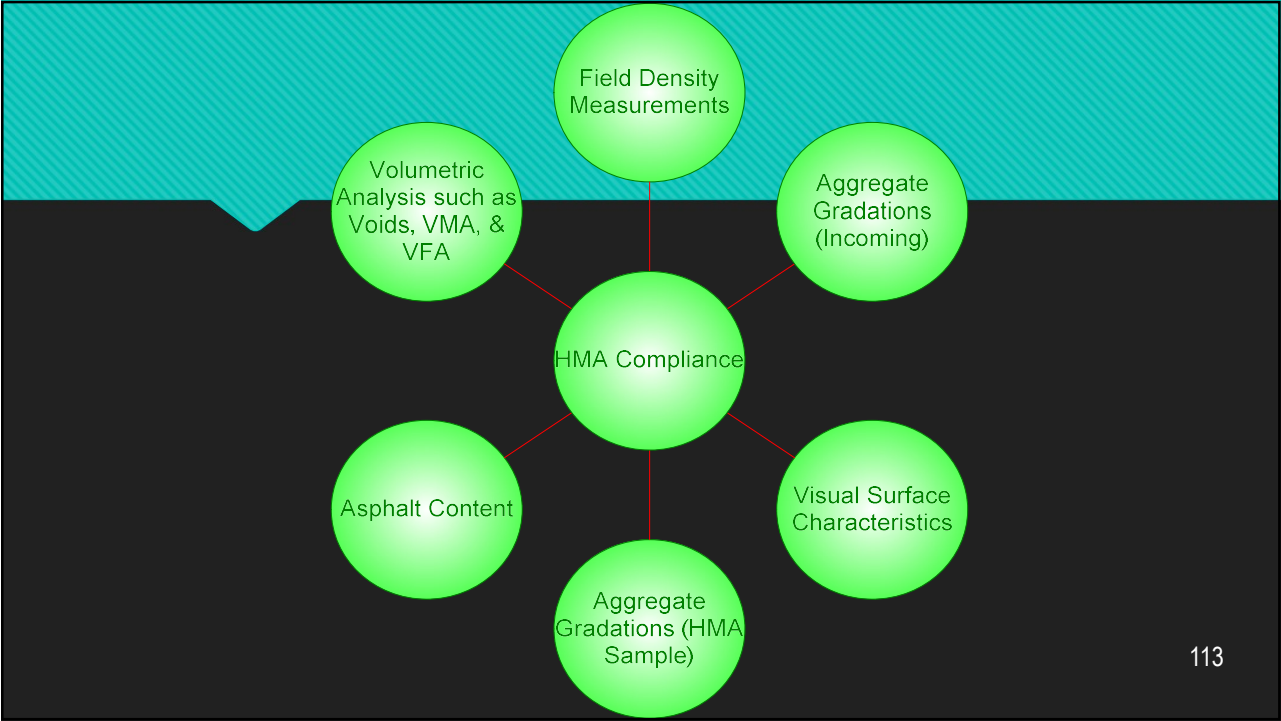 Field Density
Measurements
Volumetric
Analysis such as
Voids, VMA, &
VFA
Aggregate
Gradations
(Incoming)
HMA Compliance
Asphalt Content
Visual Surface
Characteristics
Aggregate
Gradations (HMA
Sample)
113